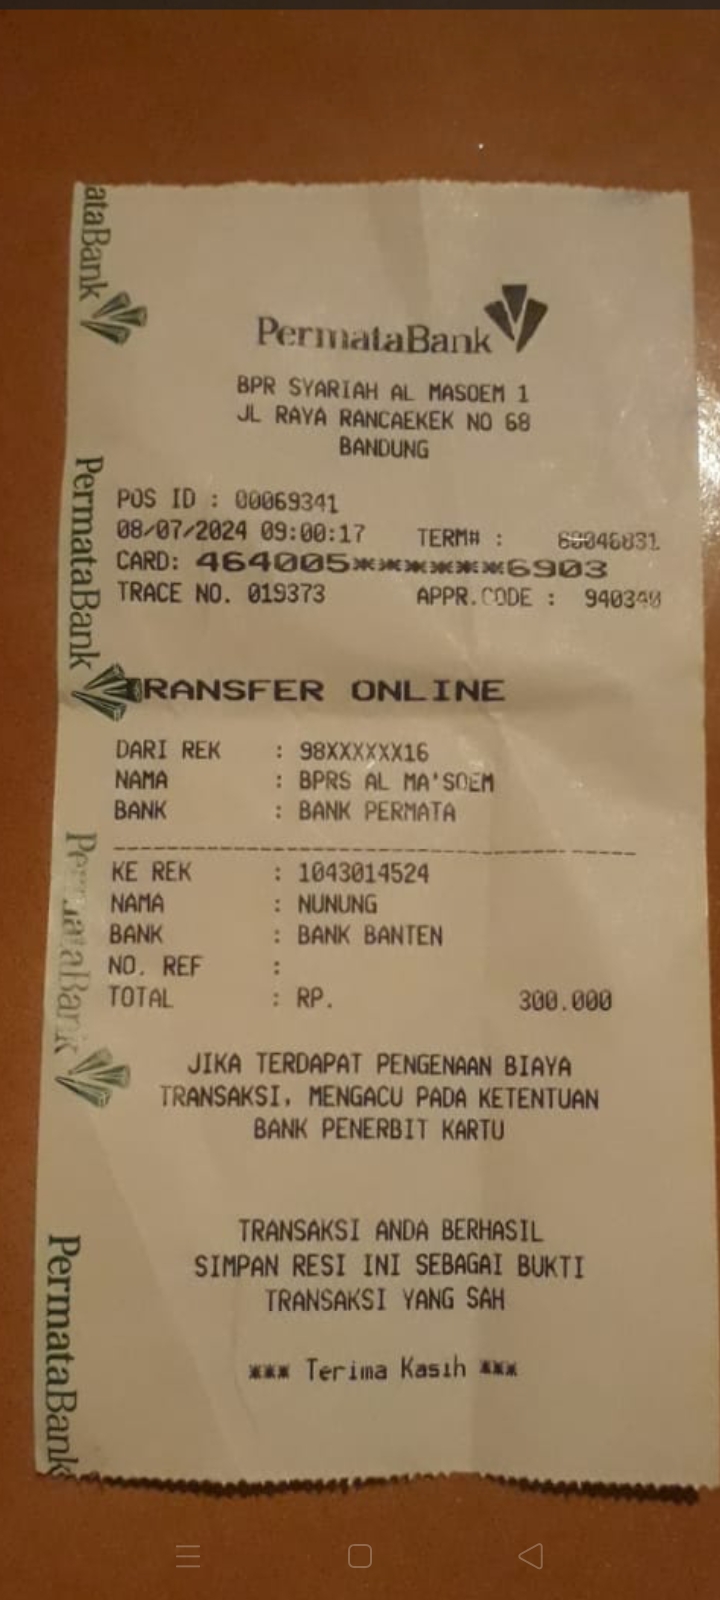 PermataBank
BPR SYARIAH AL MASOEM 1
JL RAYA RANCAEKEK NO 68
BANDUNG
POS ID : 00069341
08/07/2024 09:00:17 TERM# :
CARD: 464005*******6903
TRACE NO. 019373 APPR.CODE : 940340
TRANSFER ONLINE
DARI REK : 98XXXXXX16
NAMA : BPRS AL MA'SOEM
BANK : BANK PERMATA
KE REK : 1043014524
NAMA : NUNUNG
BANK : BANK BANTEN
NO. REF :
TOTAL : RP. 300.000
JIKA TERDAPAT PENGENAAN BIAYA
TRANSAKSI, MENGACU PADA KETENTUAN
BANK PENERBIT KARTU
TRANSAKSI ANDA BERHASIL
SIMPAN RESI INI SEBAGAI BUKTI
TRANSAKSI YANG SAH
*** Terima Kasih ***
ataBank
PermataBank
PermataBank
PermataBank